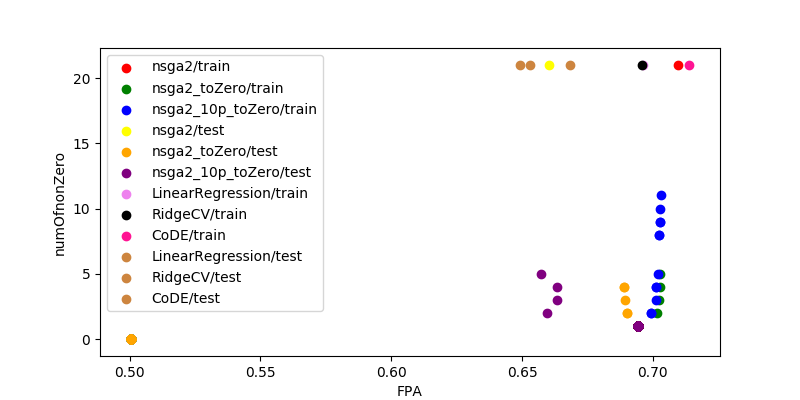 20
15
10
5
0
numOfnonZero
nsga2/train
nsga2_toZero/train
nsga2_10p_toZero/train
nsga2/test
nsga2_toZero/test
nsga2_10p_toZero/test
LinearRegression/train
RidgeCV/train
CoDE/train
LinearRegression/test
RidgeCV/test
CoDE/test
0.50 0.55 0.60 0.65 0.70
FPA